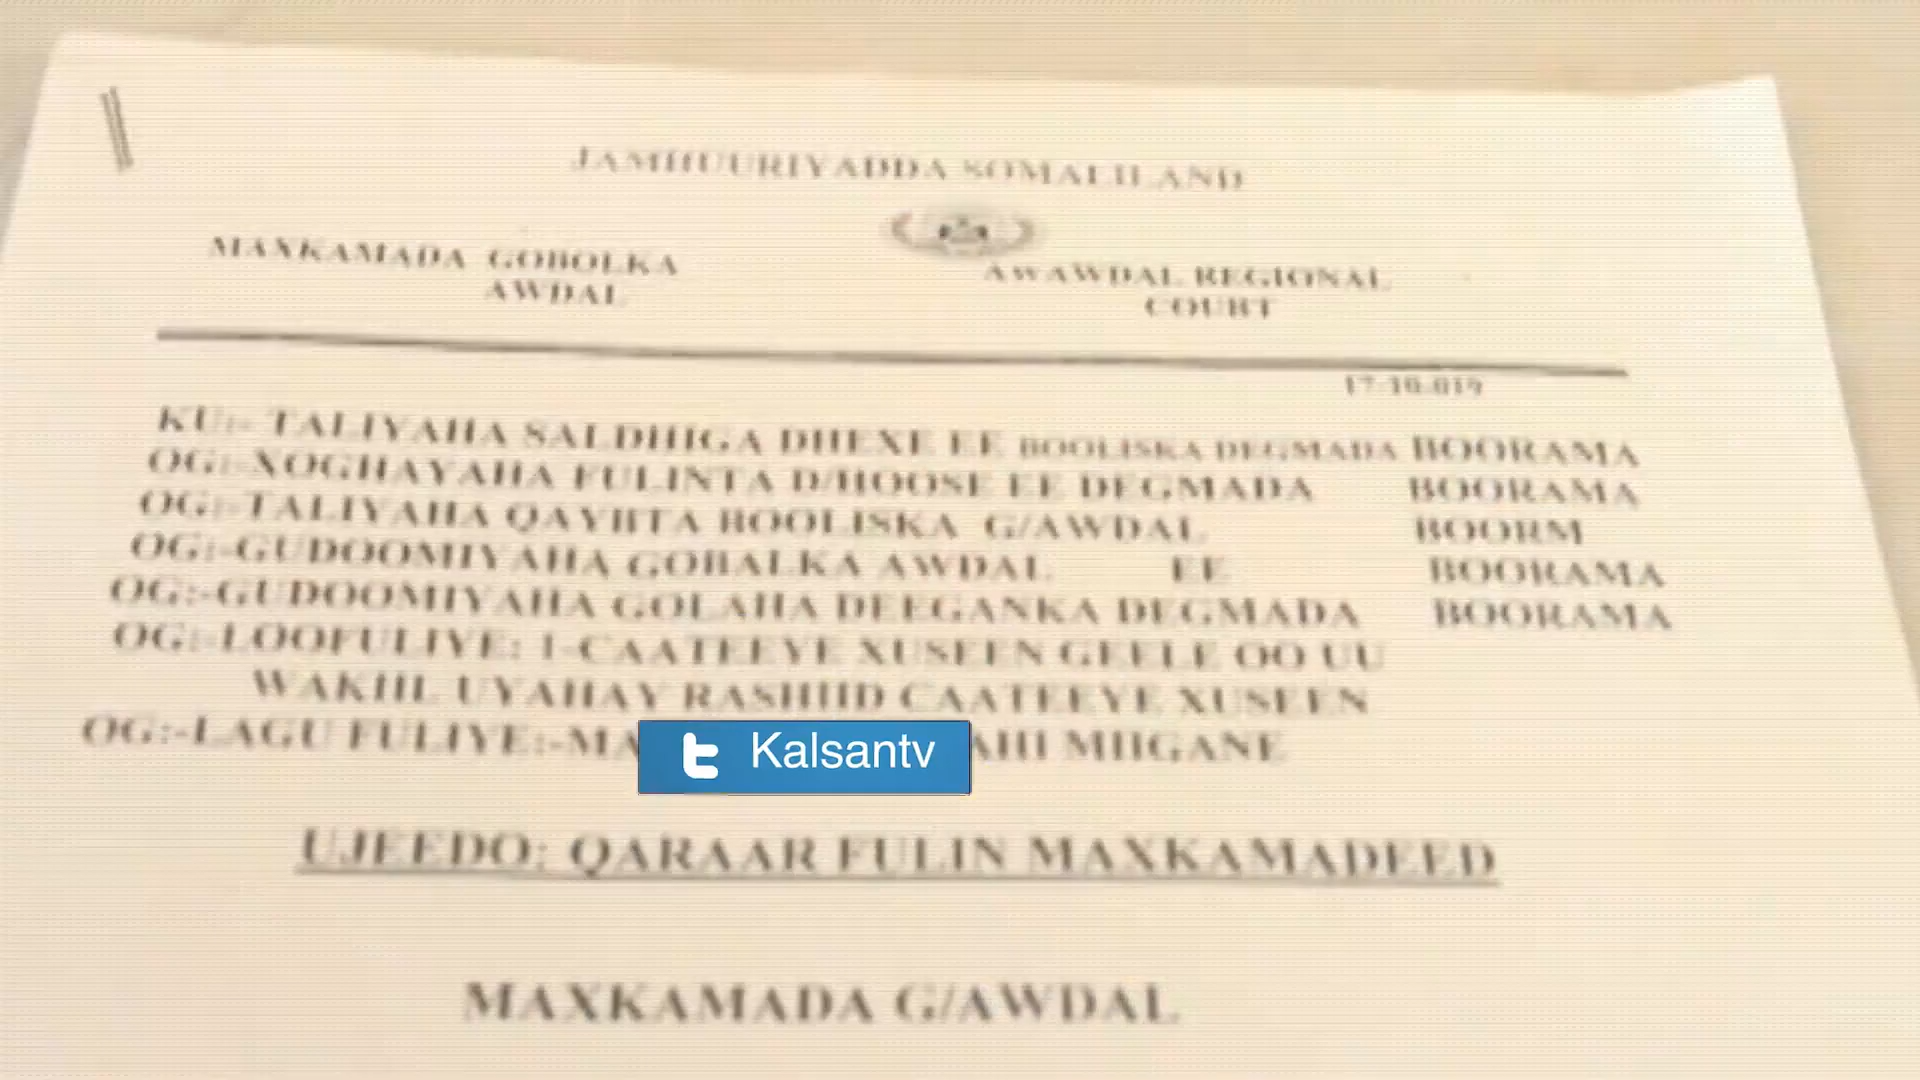 JAMHUURIYADDA SOMALILAND
MAXKAMADA GOBOLKA
AWDAL
AWAWDAL REGIONAL
COURT
17-10-019
KU:- TALIYAHA SALDHIGA DHEXE EE BOOLISKA DEGMADA BOORAMA
OG:-XOGHAYAHA FULINTA D/HOOSE EE DEGMADA BOORAMA
OG:-TALIYAHA QAYBTA BOOLISKA G/AWDAL BOORM
OG:-GUDOOMIYAHA GOBALKA AWDAL EE BOORAMA
OG:-GUDOOMIYAHA GOLAHA DEEGANKA DEGMADA BOORAMA
OG:-LOOFULIYE: 1-CAATEEYE XUSEEN GEELE OO UU
WAKIIL UYAHAY RASHIID CAATEEYE XUSEEN
OG:-LAGU FULIYE:- MIIGANE
Kalsantv
UJEEDO: QARAAR FULIN MAXKAMADEED
MAXKAMADA G/AWDAL